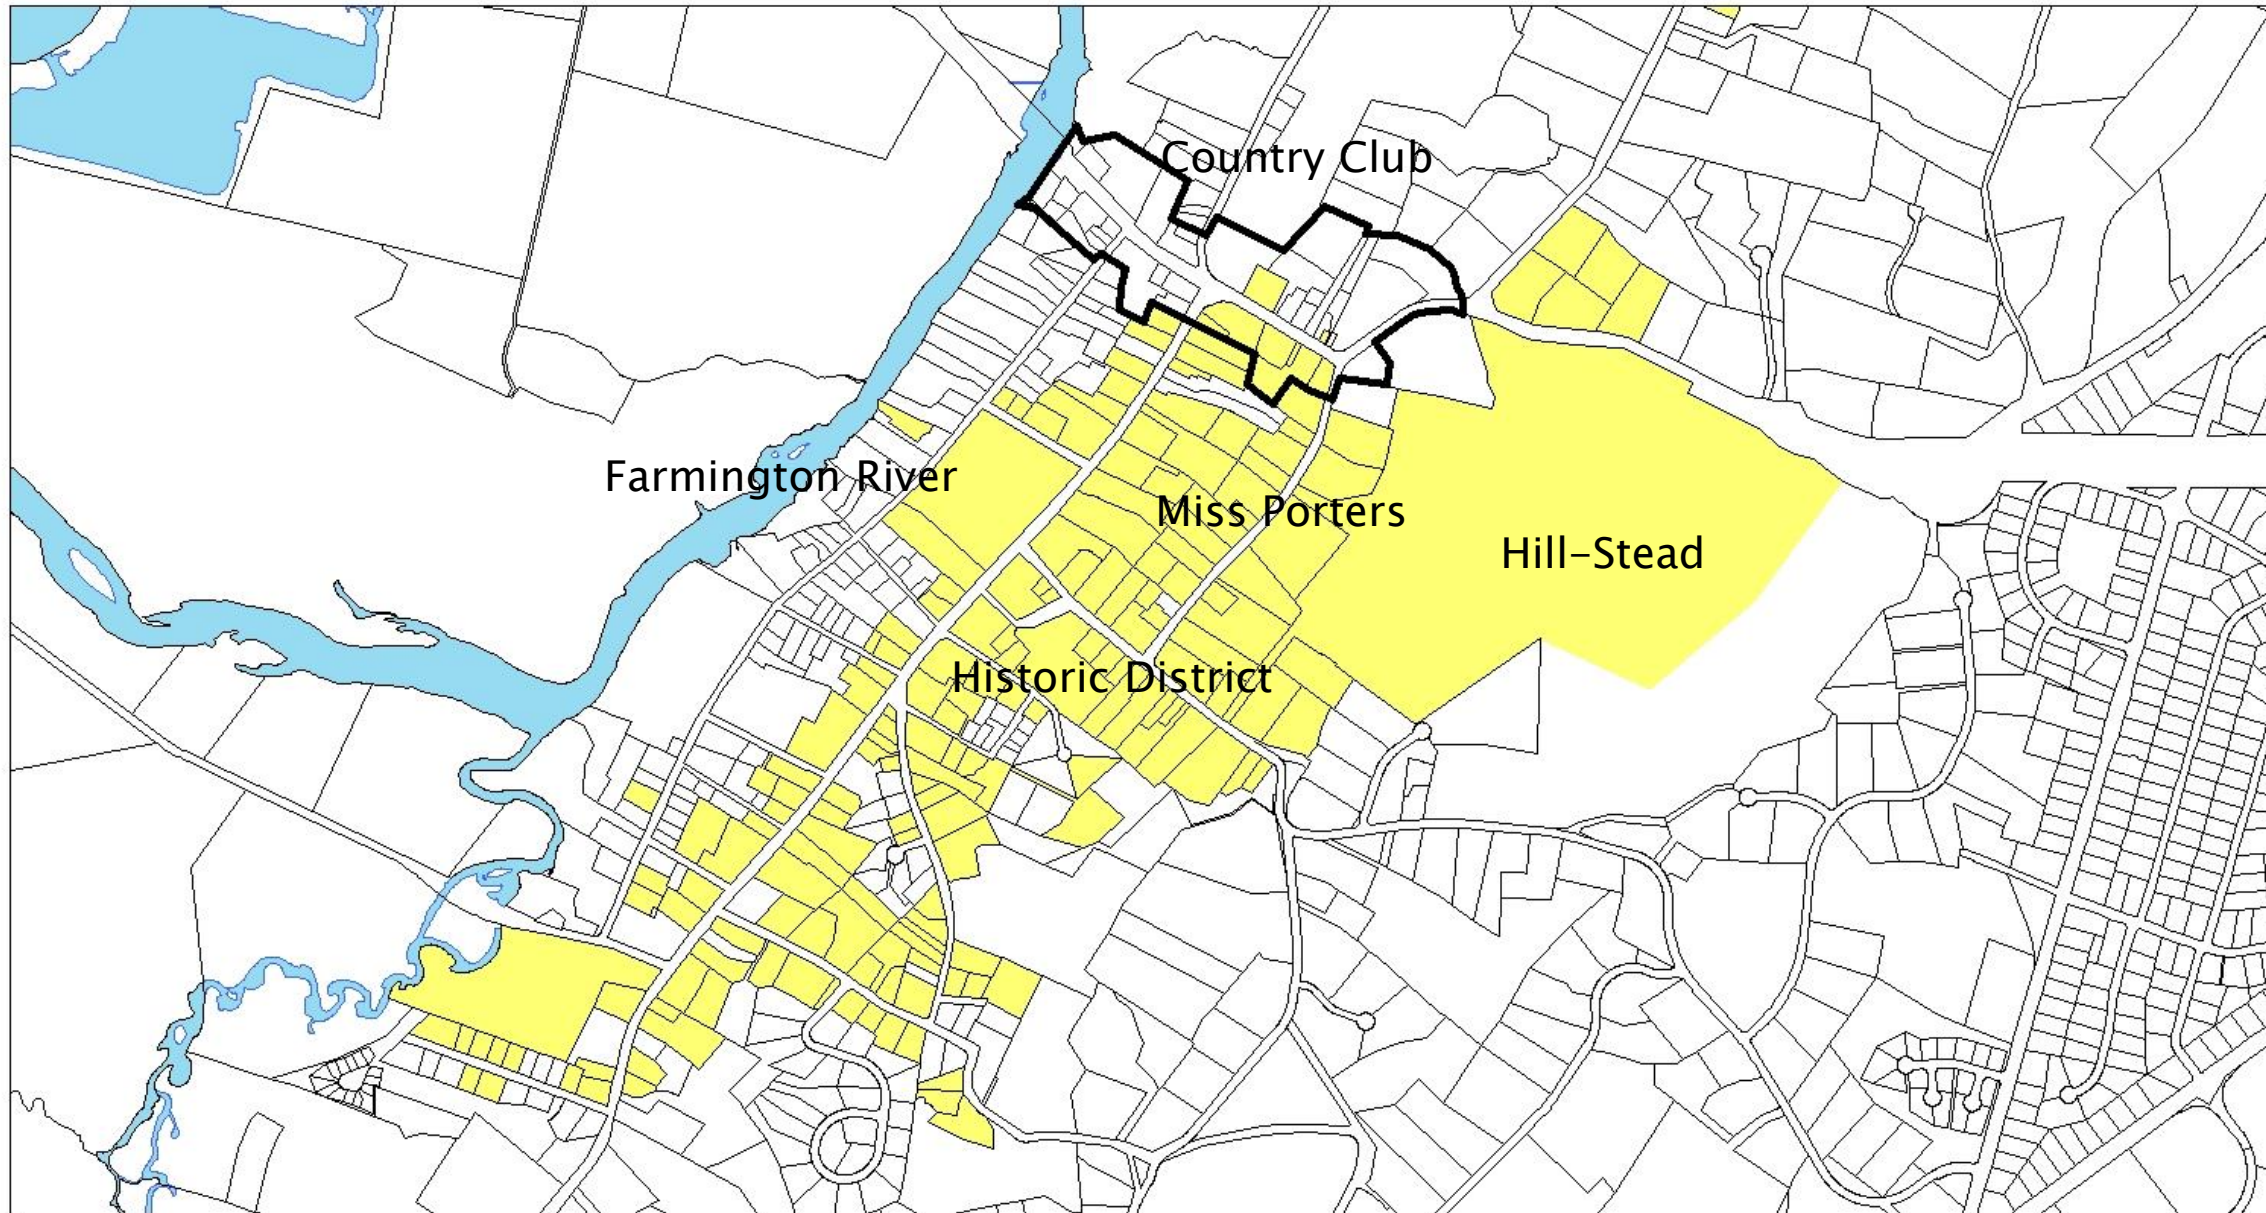 Country Club
Farmington River
Miss Porters
Hill-Stead
Historic District